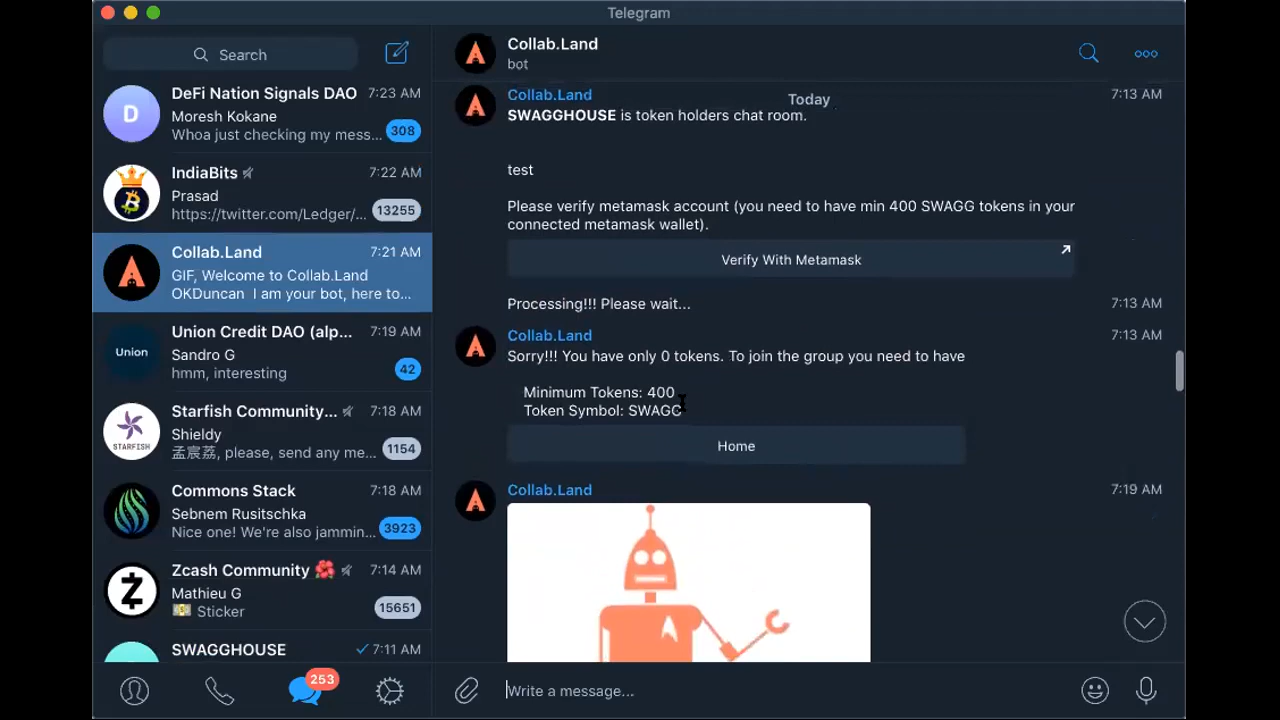 Telegram
Search
DeFi Nation Signals DAO 7:23 AM
Moresh Kokane
Whoa just checking my mess... 308
IndiaBits 7:22 AM
Prasad
https://twitter.com/Ledger/... 13255
Collab.Land 7:21 AM
GIF, Welcome to Collab.Land
OKDuncan I am your bot, here to...
Union
Union Credit DAO (alp... 7:19 AM
Sandro G
hmm, interesting 42
STARFISH
Starfish Community... 7:18 AM
Shieldy
孟宸荔, please, send any me... 1154
Commons Stack 7:18 AM
Sebnem Rusitschka
Nice one! We're also jammin... 3923
Zcash Community 🌺 7:14 AM
Mathieu G
Sticker 15651
SWAGGHOUSE 7:11 AM
253
Collab.Land
bot
Today
Collab.Land 7:13 AM
SWAGGHOUSE is token holders chat room.
test
Please verify metamask account (you need to have min 400 SWAGG tokens in your
connected metamask wallet).
Verify With Metamask
Processing!!! Please wait... 7:13 AM
Collab.Land 7:13 AM
Sorry!!! You have only 0 tokens. To join the group you need to have
Minimum Tokens: 400
Token Symbol: SWAGG
Home
Collab.Land 7:19 AM
Write a message...